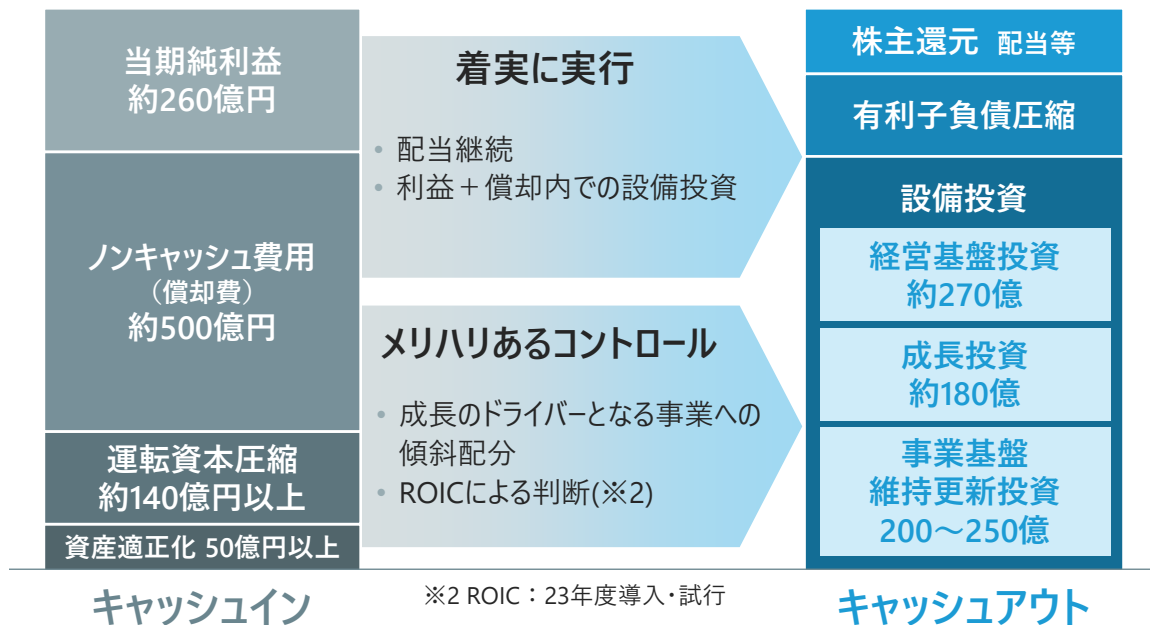 当期純利益
約260億円
ノンキャッシュ費用
（償却費）
約500億円
運転資本圧縮
約140億円以上
資産適正化 50億円以上
キャッシュイン
着実に実行
• 配当継続
• 利益＋償却内での設備投資
メリハリあるコントロール
• 成長のドライバーとなる事業への
傾斜配分
• ROICによる判断(※2)
※2 ROIC：23年度導入・試行
株主還元 配当等
有利子負債圧縮
設備投資
経営基盤投資
約270億
成長投資
約180億
事業基盤
維持更新投資
200～250億
キャッシュアウト